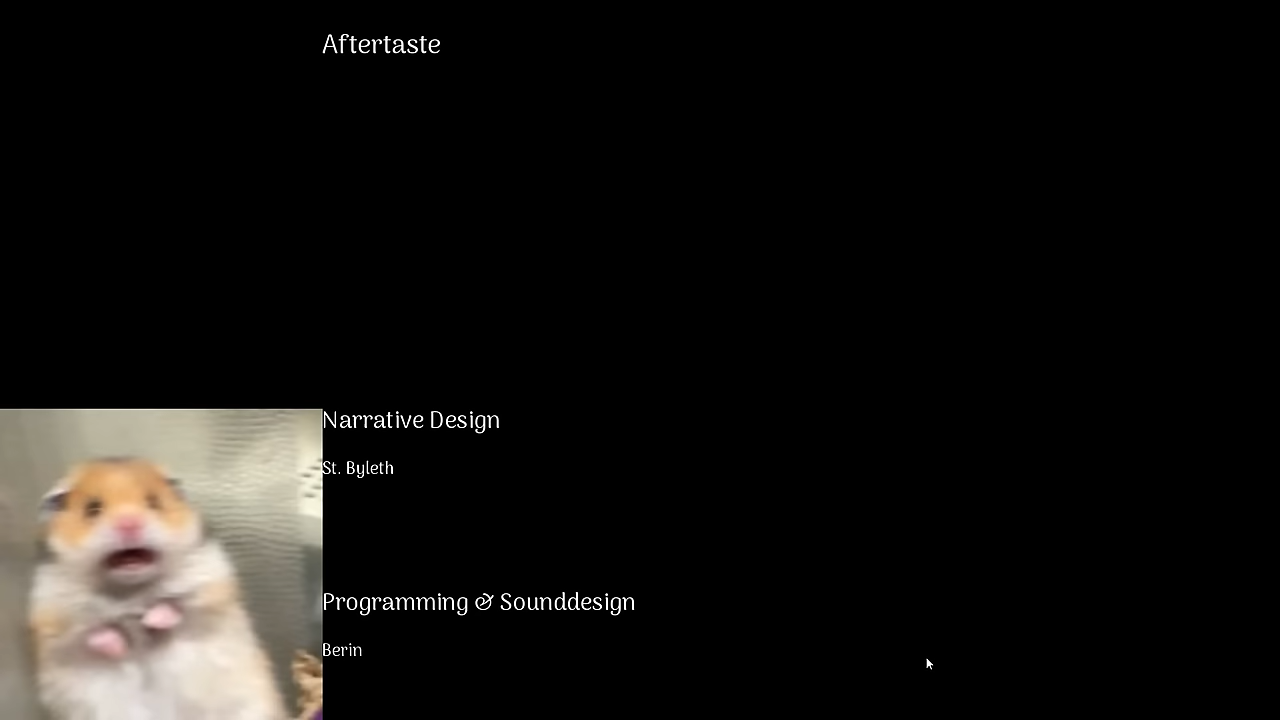 Aftertaste
Narrative Design
St. Byleth
Programming & Sounddesign
Berin